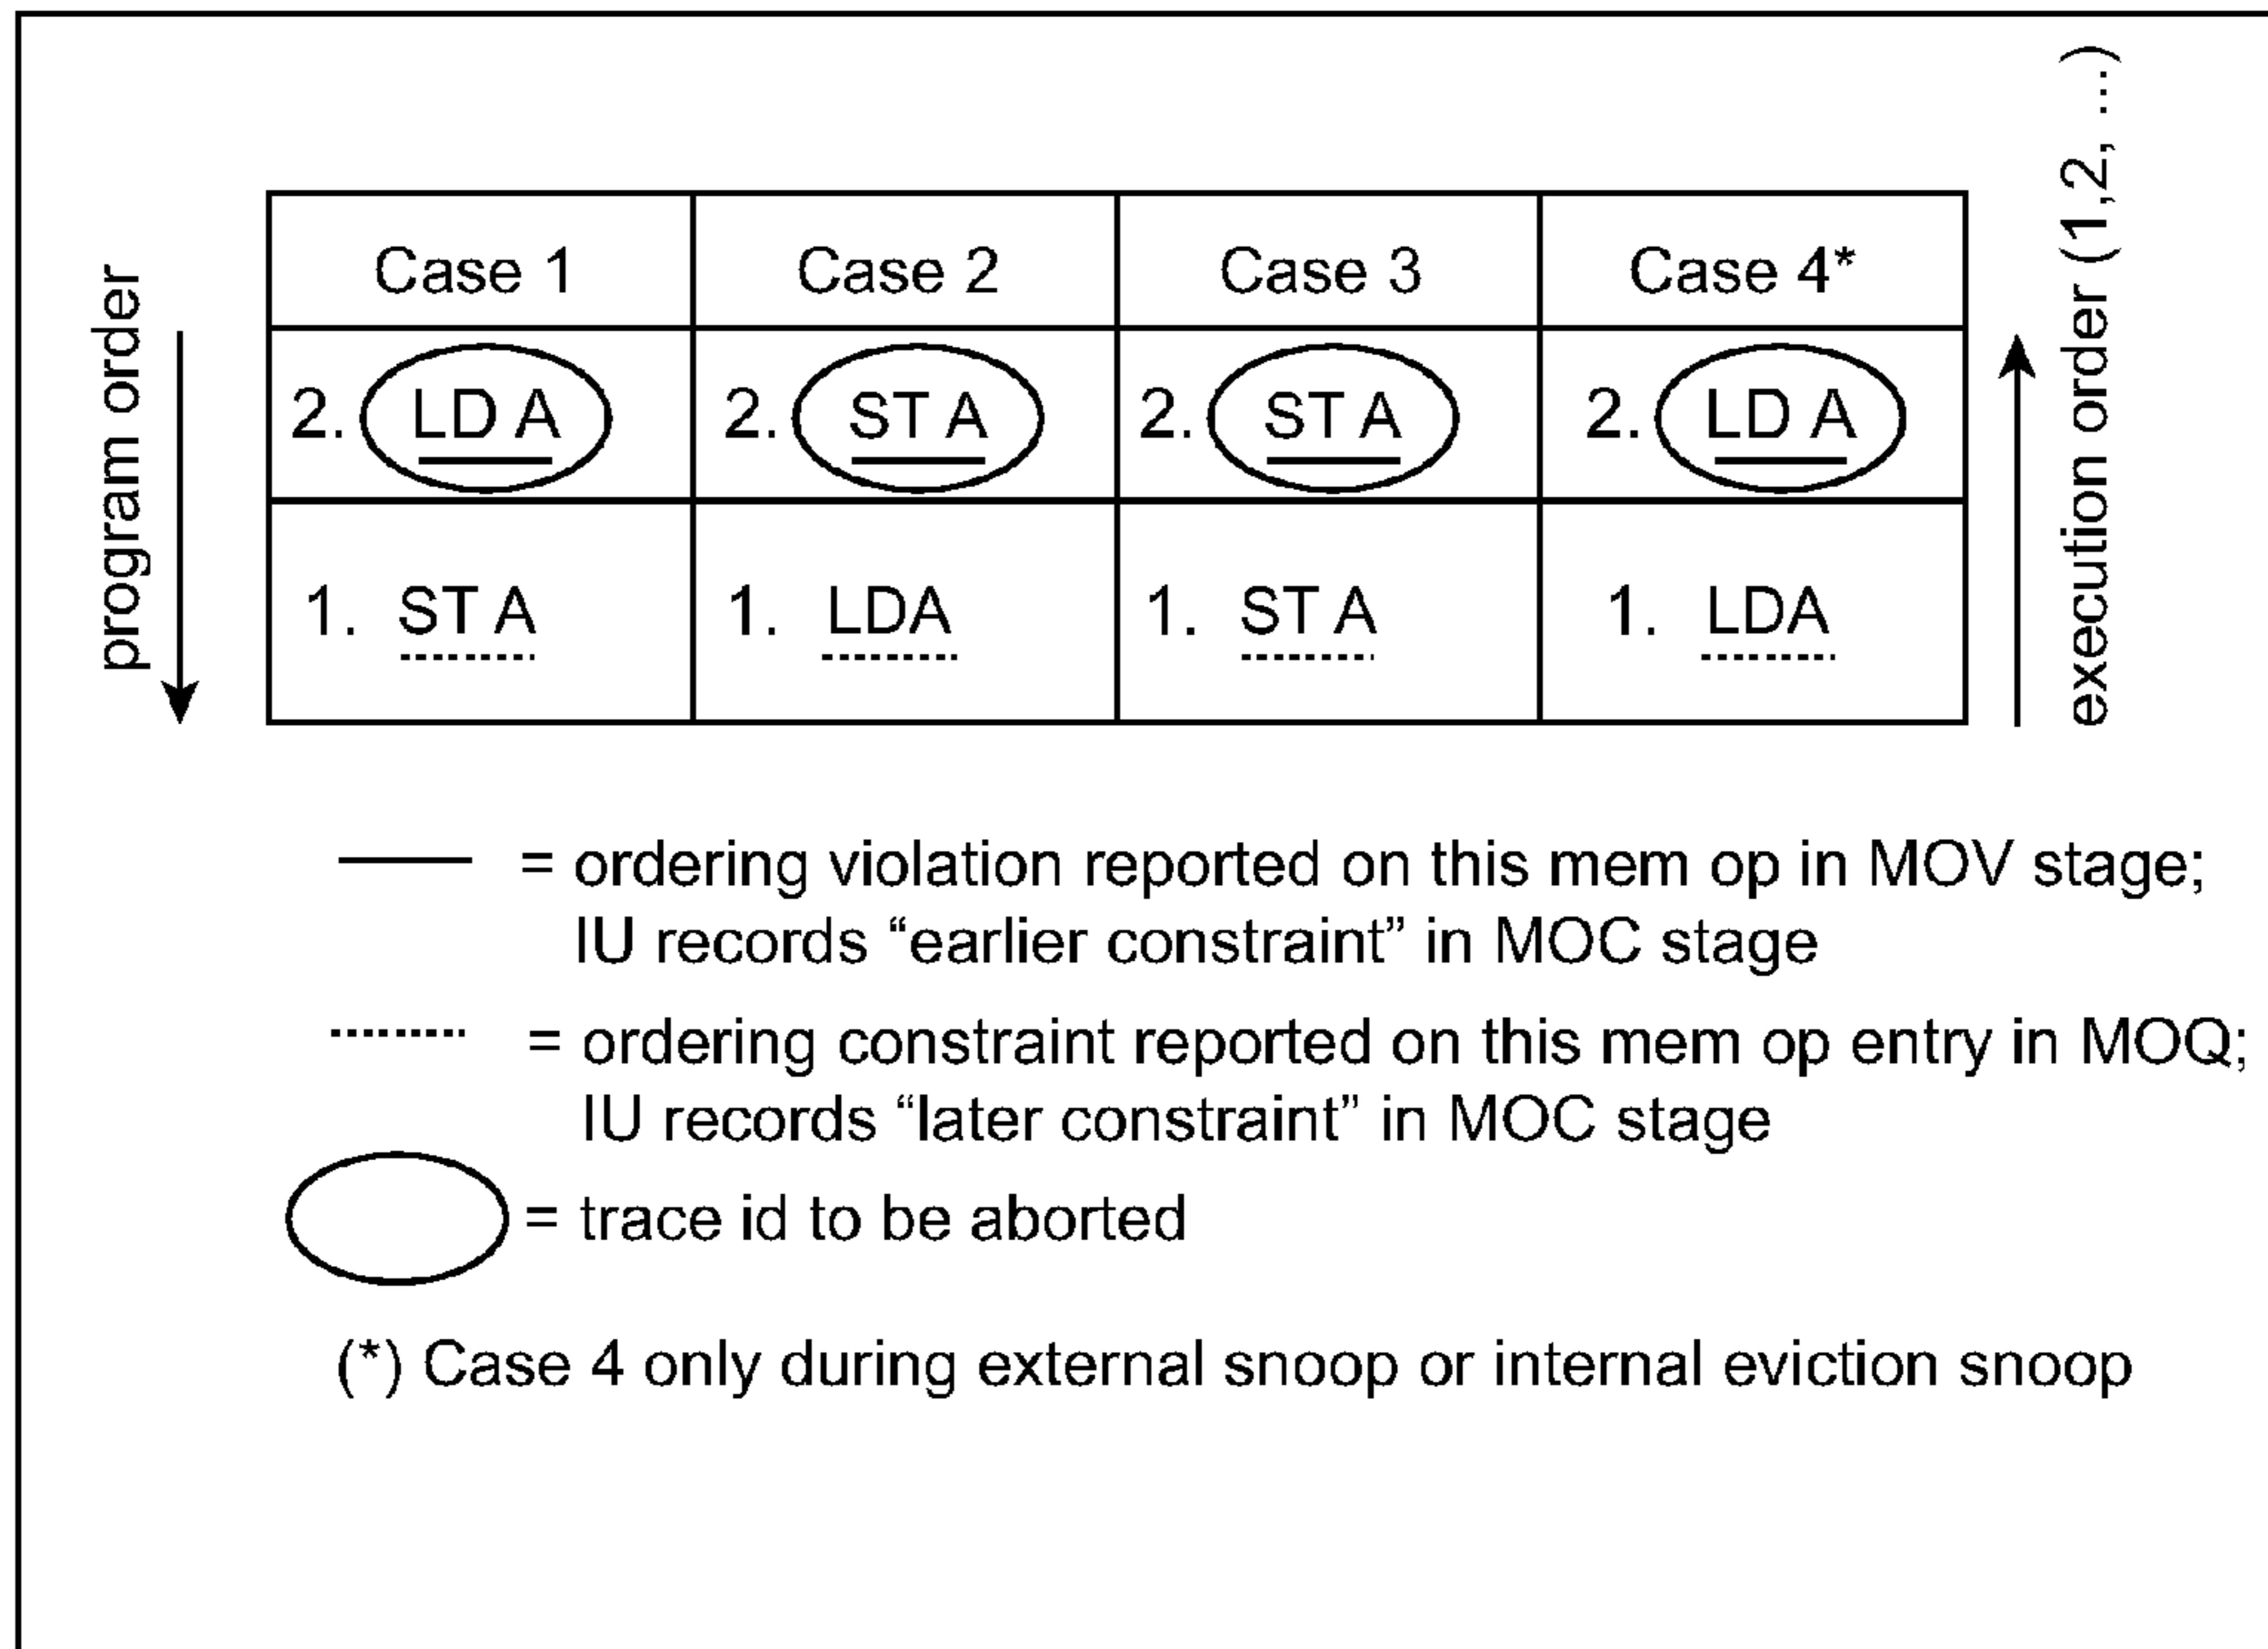 program order
execution order (1,2, ...)
Case 1 Case 2 Case 3 Case 4*
2. LD A 2. ST A 2. ST A 2. LD A
1. ST A 1. LDA 1. ST A 1. LDA
= ordering violation reported on this mem op in MOV stage;
IU records “earlier constraint” in MOC stage
= ordering constraint reported on this mem op entry in MOQ;
IU records “later constraint” in MOC stage
= trace id to be aborted
(*) Case 4 only during external snoop or internal eviction snoop